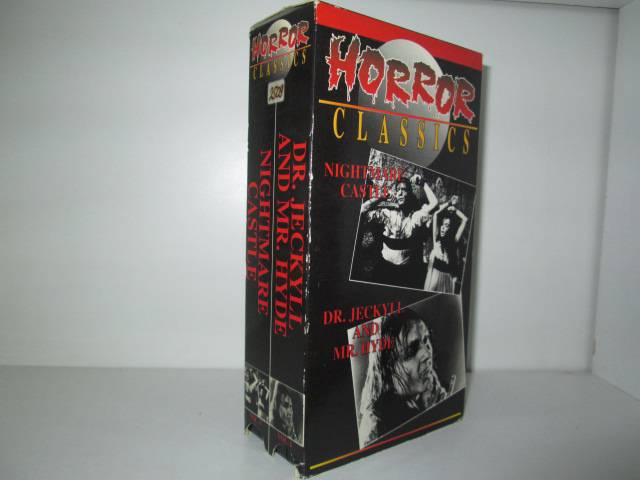 HORROR
CLASSICS
DR. JECKYLL
AND MR. HYDE
NIGHTMARE
CASTLE
HORROR
CLASSICS
NIGHTMARE
CASTLE
DR. JECKYLL
AND
MR. HYDE